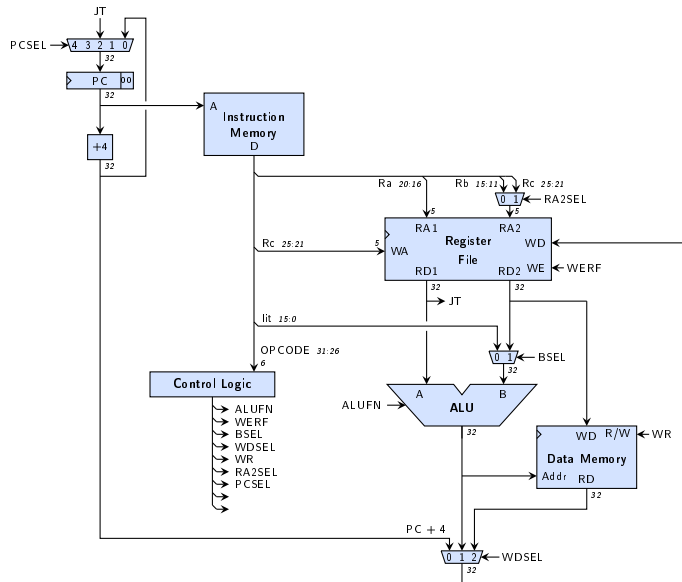 JT
PCSEL
4 3 2 1 0
32
PC 00
32
A
Instruction
Memory
D
+4
32
Ra 20:16
Rb 15:11
Rc 25:21
0 1
RA2SEL
5
5
RA1
RA2
Register
File
WD
Rc 25:21
5
WA
RD1
RD2
WE
WERF
32
32
JT
lit 15:0
OPCODE 31:26
6
0 1
BSEL
32
Control Logic
A
B
ALU
ALUFN
32
ALUFN
WERF
BSEL
WDSEL
WR
RA2SEL
PCSEL
WD
R/W
WR
Data Memory
Addr
RD
32
PC + 4
0 1 2
WDSEL
32